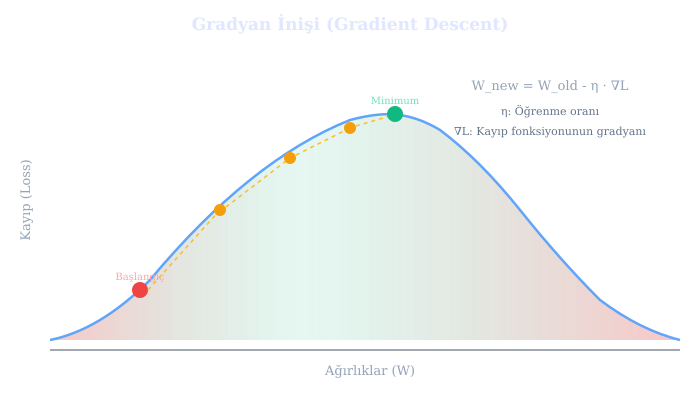 Gradyan İnişi (Gradient Descent)
W_new = W_old - η · ∇L
Minimum
η: Öğrenme oranı
∇L: Kayıp fonksiyonunun gradyanı
Kayıp (Loss)
Başlangıç
Ağırlıklar (W)